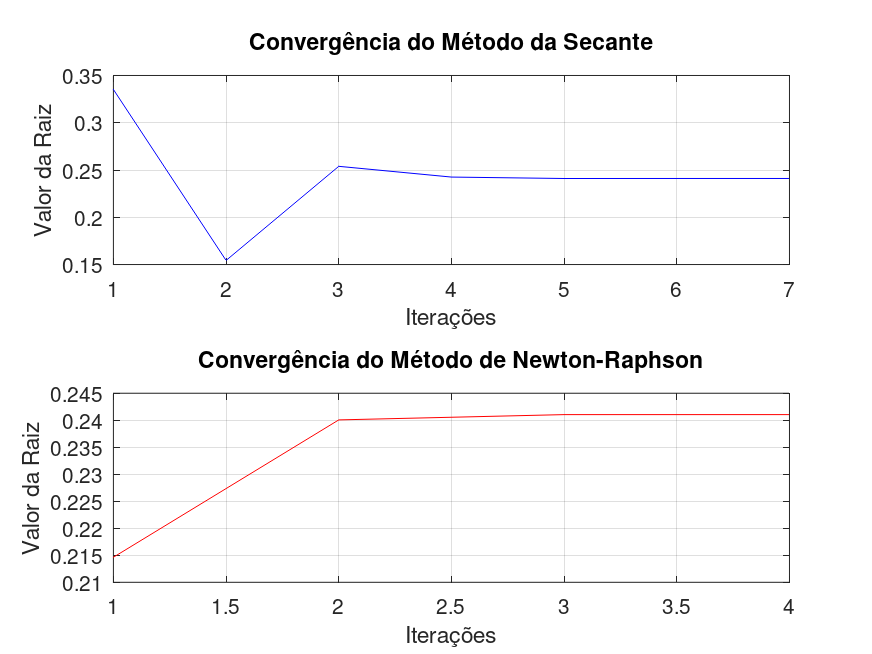 Convergência do Método da Secante
0.35
0.3
0.25
0.2
0.15
Valor da Raiz
1 2 3 4 5 6 7
Iterações
Convergência do Método de Newton-Raphson
0.245
0.24
0.235
0.23
0.225
0.22
0.215
0.21
Valor da Raiz
1 1.5 2 2.5 3 3.5 4
Iterações